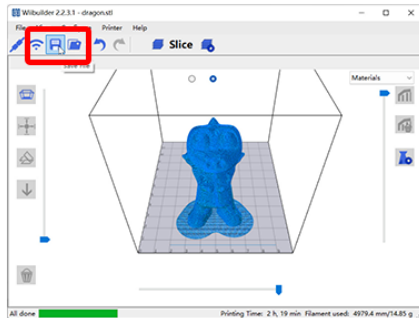 Wiibuilder 2.2.3.1 - dragon.stl
File Printer Help
Slice
Save File
Materials
All done
Printing Time: 2 h, 19 min Filament used: 4979.4 mm/14.85 g